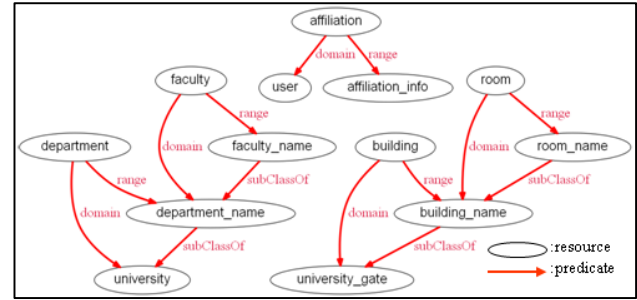 affiliation
domain range
faculty
user
affiliation_info
room
range
range
department
faculty_name
building
room_name
domain
domain
range
subClassOf
range
subClassOf
domain
department_name
domain
building_name
subClassOf
subClassOf
:resource
university
university_gate
:predicate